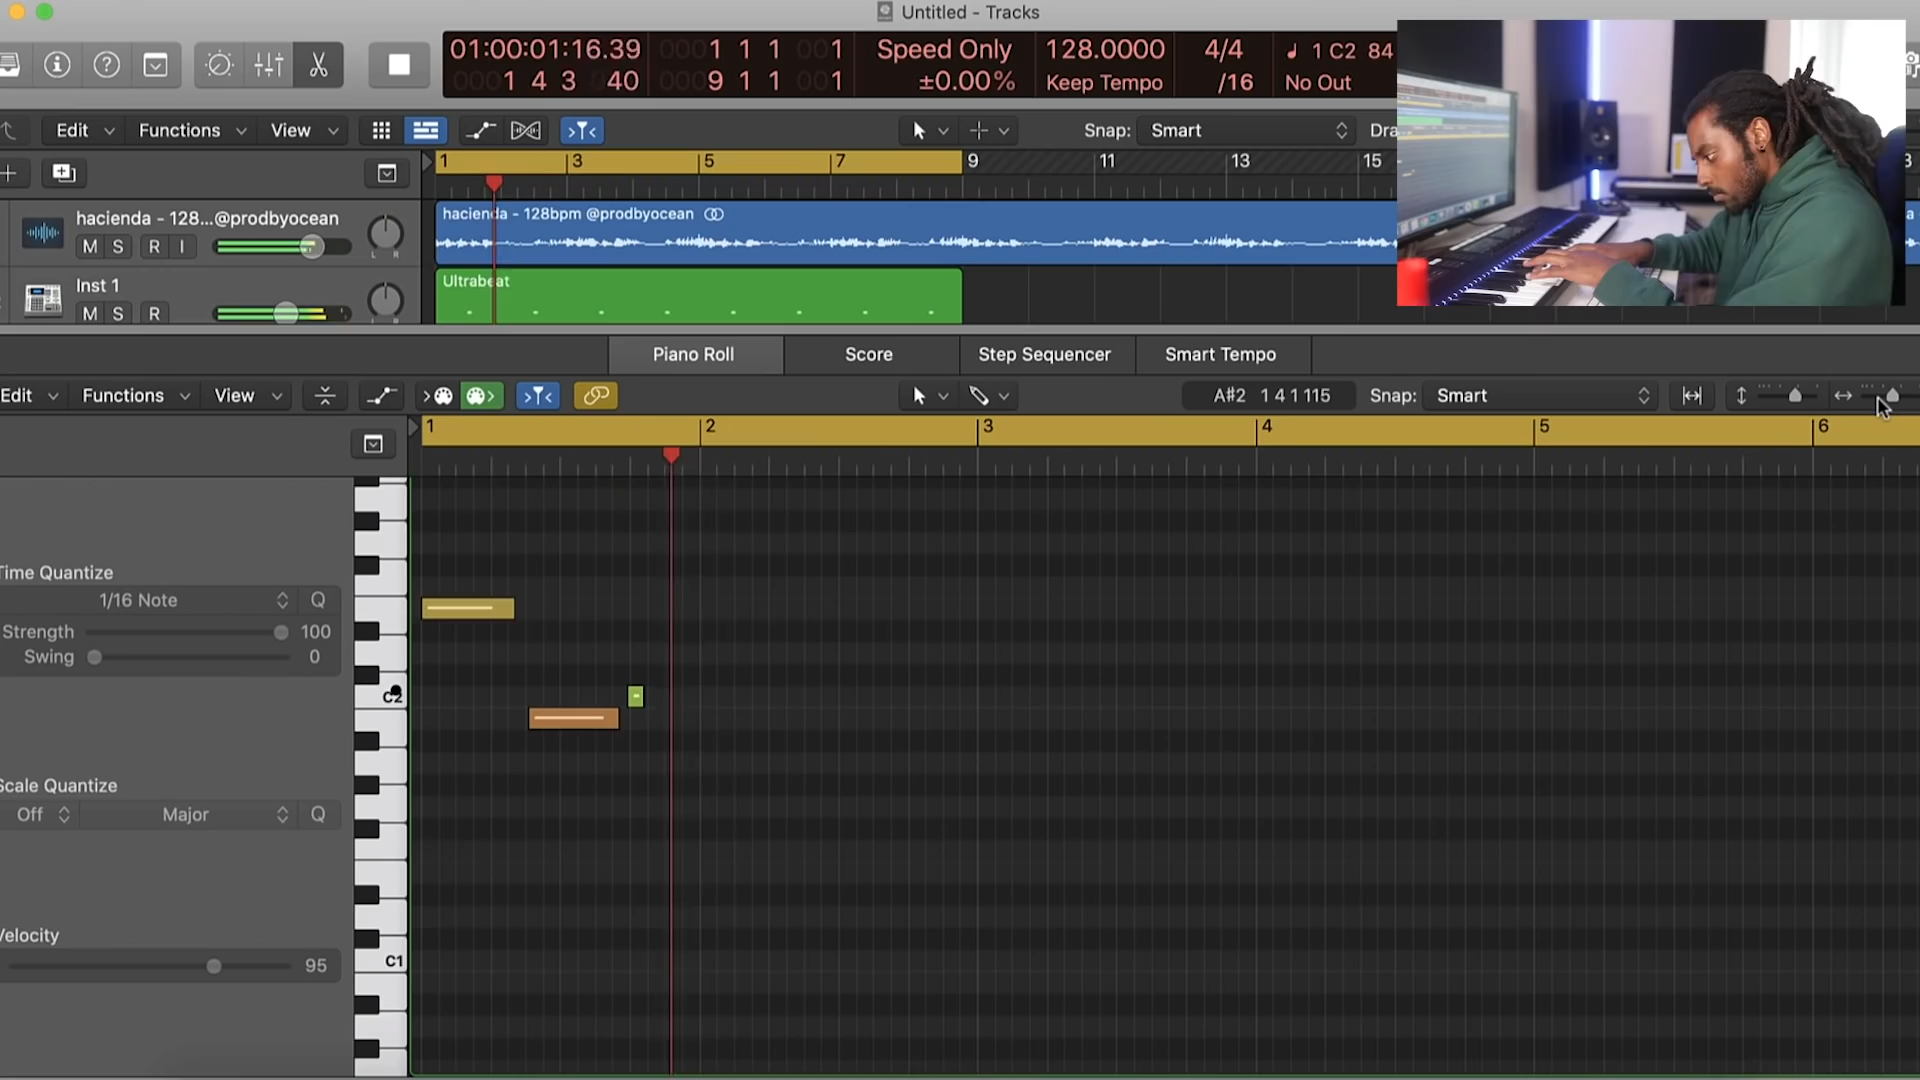 Untitled - Tracks
01:00:01:16.39
1 4 3 40
0001 1 1 001
0009 1 1 001
Speed Only
±0.00%
128.0000
Keep Tempo
4/4
/16
1 C2 84
No Out
Edit
Functions
View
Snap: Smart
Dra
1 3 5 7 9 11 13 15
hacienda - 128...@prodbyocean
M S R I
L R
hacienda - 128bpm @prodbyocean
Inst 1
M S R
Ultrabeat
Piano Roll
Score
Step Sequencer
Smart Tempo
Edit
Functions
View
A#2 1 4 1 115
Snap: Smart
1 2 3 4 5 6
Time Quantize
1/16 Note
Q
Strength 100
Swing 0
C2
Scale Quantize
Off
Major
Q
Velocity
95
C1